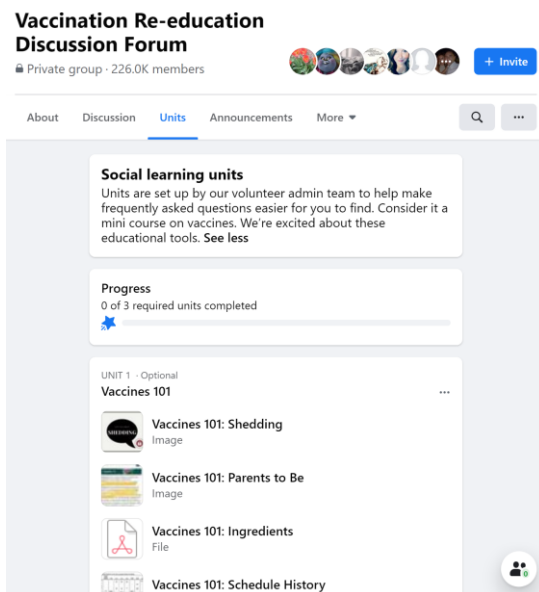 Vaccination Re-education
Discussion Forum
Private group · 226.0K members
+ Invite
About Discussion Units Announcements More
Social learning units
Units are set up by our volunteer admin team to help make
frequently asked questions easier for you to find. Consider it a
mini course on vaccines. We're excited about these
educational tools. See less
Progress
0 of 3 required units completed
UNIT 1 · Optional
Vaccines 101
SHEDDING
Vaccines 101: Shedding
Image
Vaccines 101: Parents to Be
Image
Vaccines 101: Ingredients
File
Vaccines 101: Schedule History